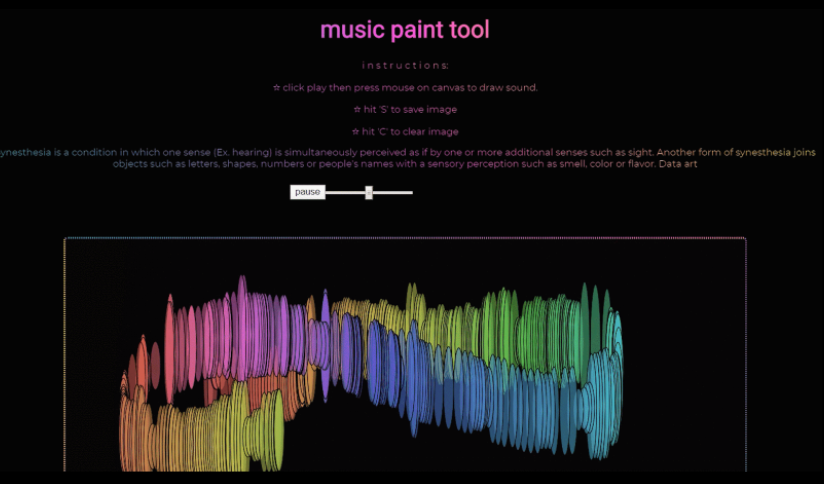 music paint tool
instructions:
☆ click play then press mouse on canvas to draw sound.
☆ hit 'S' to save image
☆ hit 'C' to clear image
ynesthesia is a condition in which one sense (Ex. hearing) is simultaneously perceived as if by one or more additional senses such as sight. Another form of synesthesia joins
objects such as letters, shapes, numbers or people's names with a sensory perception such as smell, color or flavor. Data art
pause